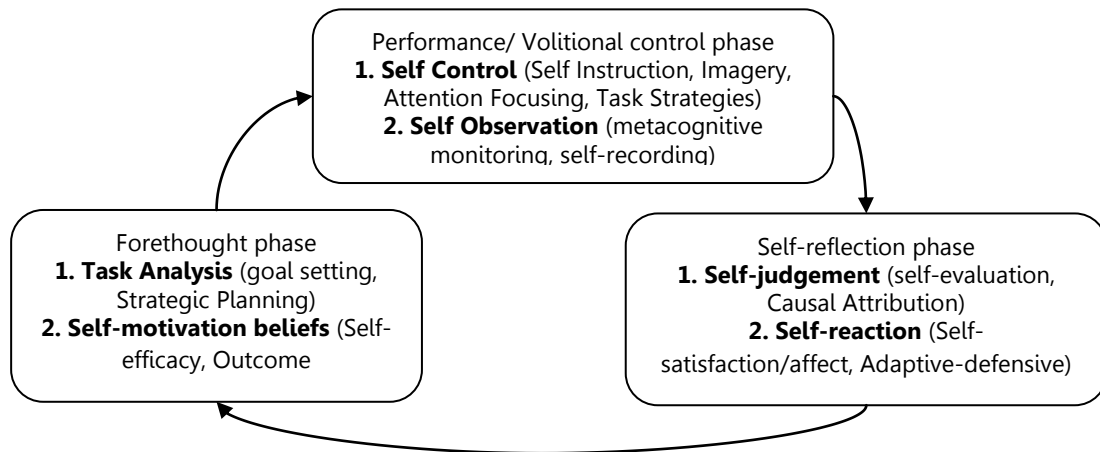 Performance/ Volitional control phase
1. Self Control (Self Instruction, Imagery,
Attention Focusing, Task Strategies)
2. Self Observation (metacognitive
monitoring, self-recording)
Forethought phase
1. Task Analysis (goal setting,
Strategic Planning)
2. Self-motivation beliefs (Self-
efficacy, Outcome
Self-reflection phase
1. Self-judgement (self-evaluation,
Causal Attribution)
2. Self-reaction (Self-
satisfaction/affect, Adaptive-defensive)